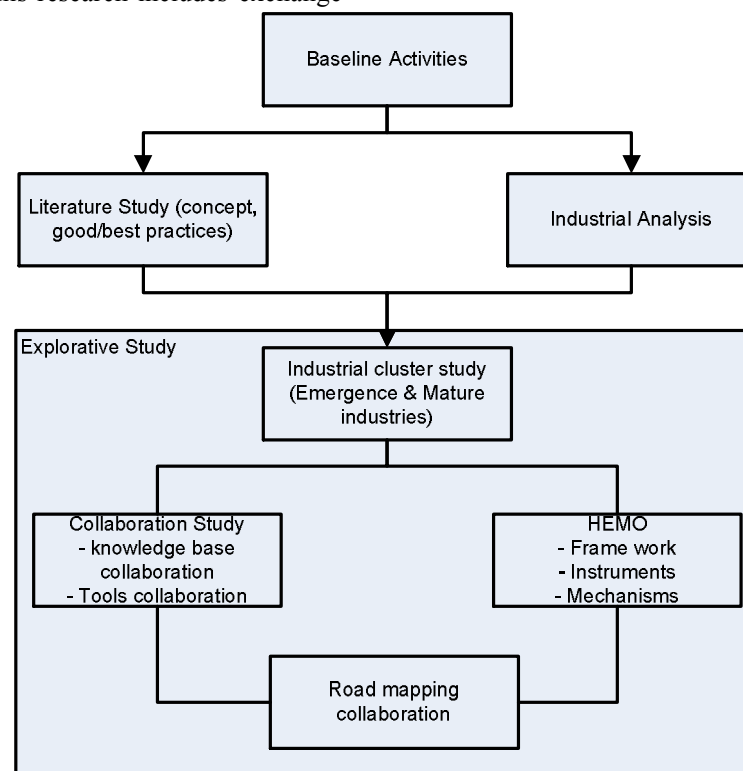 research includes exchange
Baseline Activities
Literature Study (concept,
good/best practices)
Industrial Analysis
Explorative Study
Industrial cluster study
(Emergence & Mature
industries)
Collaboration Study
- knowledge base
collaboration
- Tools collaboration
HEMO
- Frame work
- Instruments
- Mechanisms
Road mapping
collaboration